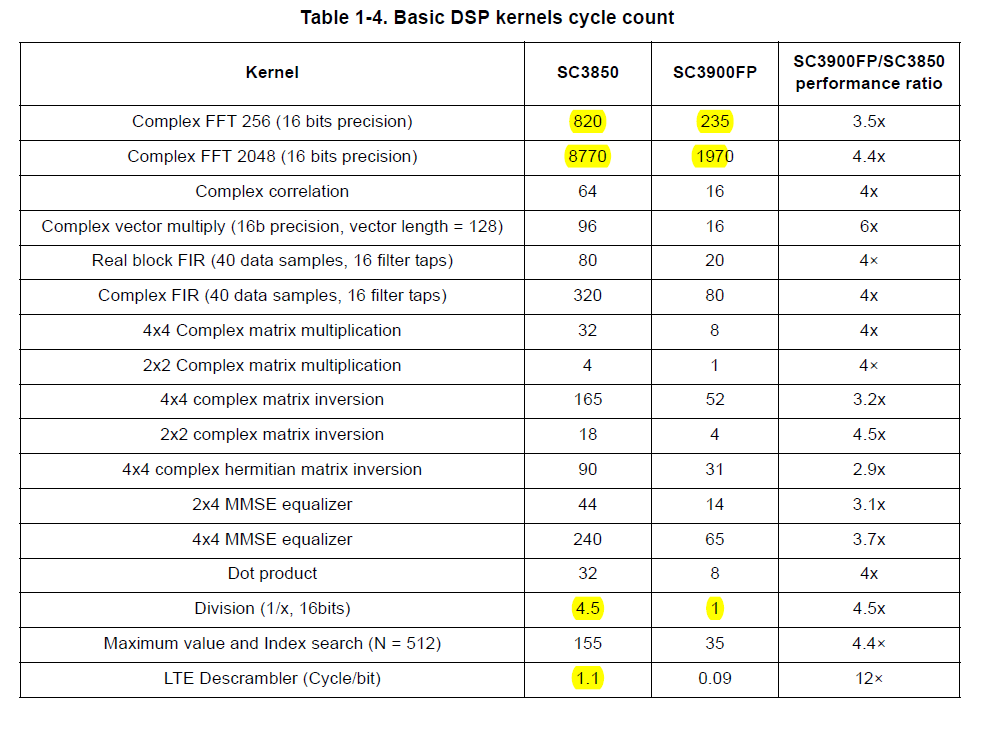 Table 1-4. Basic DSP kernels cycle count
Kernel SC3850 SC3900FP SC3900FP/SC3850 performance ratio
Complex FFT 256 (16 bits precision) 820 235 3.5x
Complex FFT 2048 (16 bits precision) 8770 1970 4.4x
Complex correlation 64 16 4x
Complex vector multiply (16b precision, vector length = 128) 96 16 6x
Real block FIR (40 data samples, 16 filter taps) 80 20 4×
Complex FIR (40 data samples, 16 filter taps) 320 80 4x
4x4 Complex matrix multiplication 32 8 4x
2x2 Complex matrix multiplication 4 1 4×
4x4 complex matrix inversion 165 52 3.2x
2x2 complex matrix inversion 18 4 4.5x
4x4 complex hermitian matrix inversion 90 31 2.9x
2x4 MMSE equalizer 44 14 3.1x
4x4 MMSE equalizer 240 65 3.7x
Dot product 32 8 4x
Division (1/x, 16bits) 4.5 1 4.5x
Maximum value and Index search (N = 512) 155 35 4.4×
LTE Descrambler (Cycle/bit) 1.1 0.09 12×